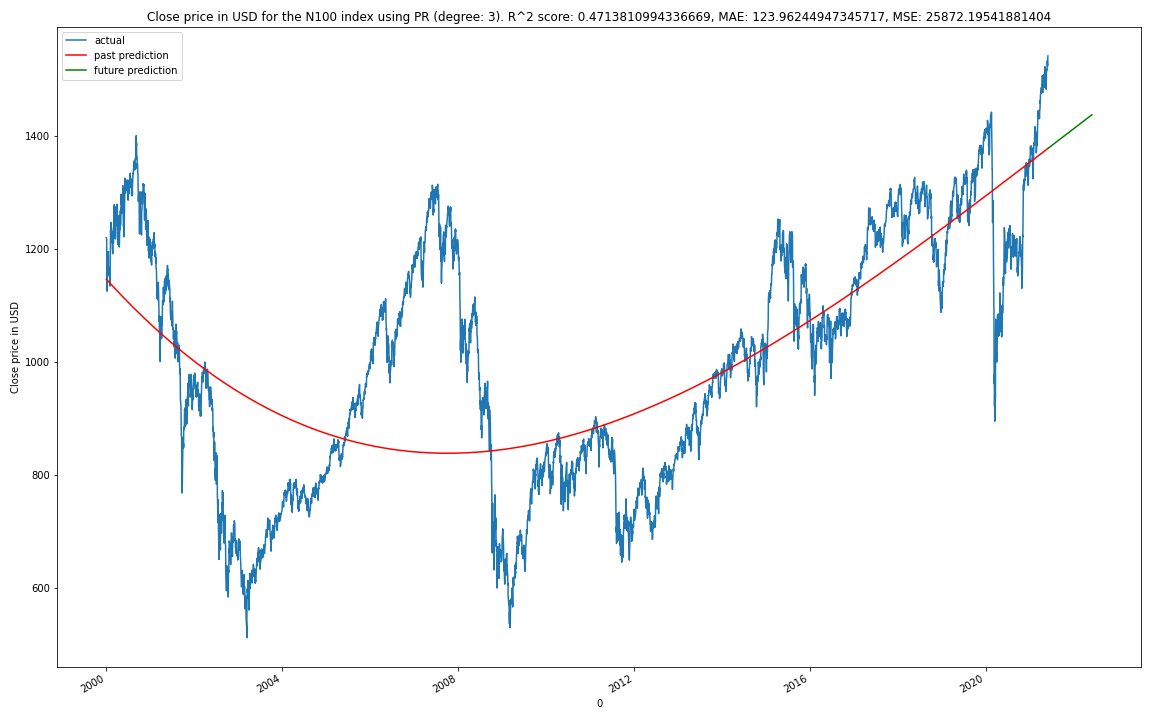 Close price in USD for the N100 index using PR (degree: 3). R^2 score: 0.4713810994336669, MAE: 123.96244947345717, MSE: 25872.19541881404
actual
past prediction
future prediction
Close price in USD
1400
1200
1000
800
600
2000
2004
2008
2012
2016
2020
0